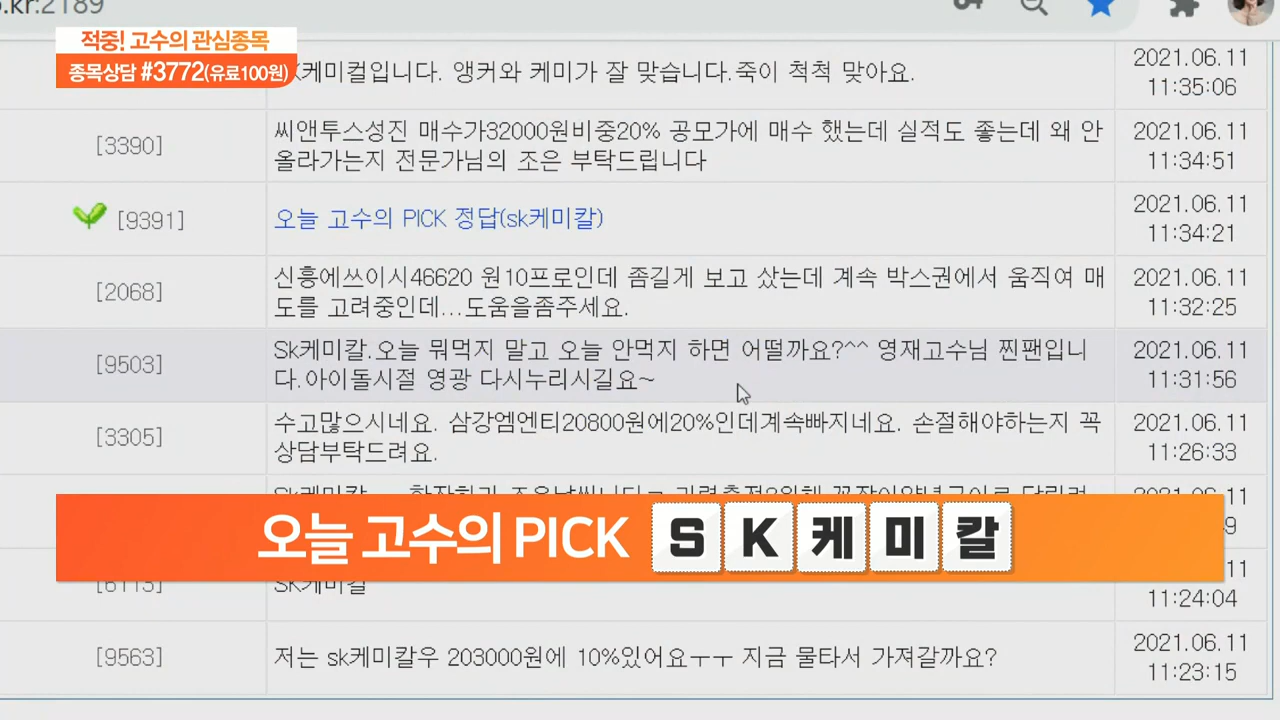 .kr:2189
적중! 고수의 관심종목
종목상담 #3772(유료100원)
K케미컬입니다. 앵커와 케미가 잘 맞습니다.죽이 척척 맞아요.
2021.06.11
11:35:06
[3390]
씨앤투스성진 매수가32000원비중20% 공모가에 매수 했는데 실적도 좋는데 왜 안
올라가는지 전문가님의 조은 부탁드립니다
2021.06.11
11:34:51
[9391]
오늘 고수의 PICK 정답(sk케미칼)
2021.06.11
11:34:21
[2068]
신흥에쓰이시46620 원10프로인데 좀길게 보고 샀는데 계속 박스권에서 움직여 매
도를 고려중인데...도움을좀주세요.
2021.06.11
11:32:25
[9503]
Sk케미칼.오늘 뭐먹지 말고 오늘 안먹지 하면 어떨까요?^^ 영재고수님 찐팬입니
다.아이돌시절 영광 다시누리시길요~
2021.06.11
11:31:56
[3305]
수고많으시네요. 삼강엠엔티20800원에20%인데계속빠지네요. 손절해야하는지 꼭
상담부탁드려요.
2021.06.11
11:26:33
오늘 고수의 PICK SK케미칼
[6113]
SK케미칼
11:24:04
[9563]
저는 sk케미칼우 203000원에 10%있어요ㅜㅜ 지금 물타서 가져갈까요?
2021.06.11
11:23:15